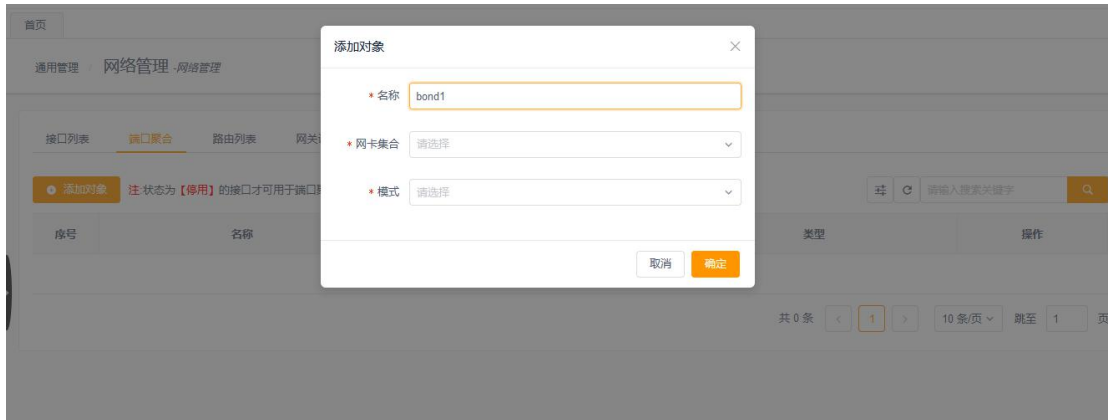 首页
通用管理 / 网络管理 -网络管理
添加对象
* 名称 bond1
* 网卡集合 请选择
* 模式 请选择
取消 确定
接口列表 端口聚合 路由列表 网关
添加对象 注:状态为【停用】的接口才可用于端口
请输入搜索关键字
序号 名称 类型 操作
共 0 条 < 1 > 10 条/页 跳至 1 页